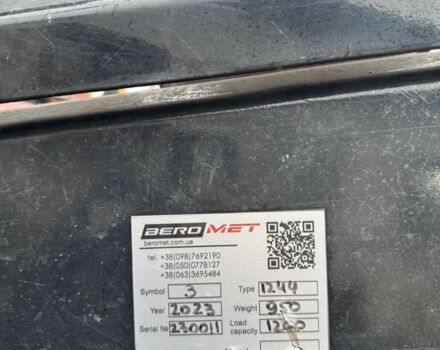 BEROMET
beromet.com.ua
tel. +38(098)7692190
+38(050)0778127
+38(063)3695484
Symbol 3 Type 1244
Year 2023 Weight 950
Serial № 230011 Load capacity 1200